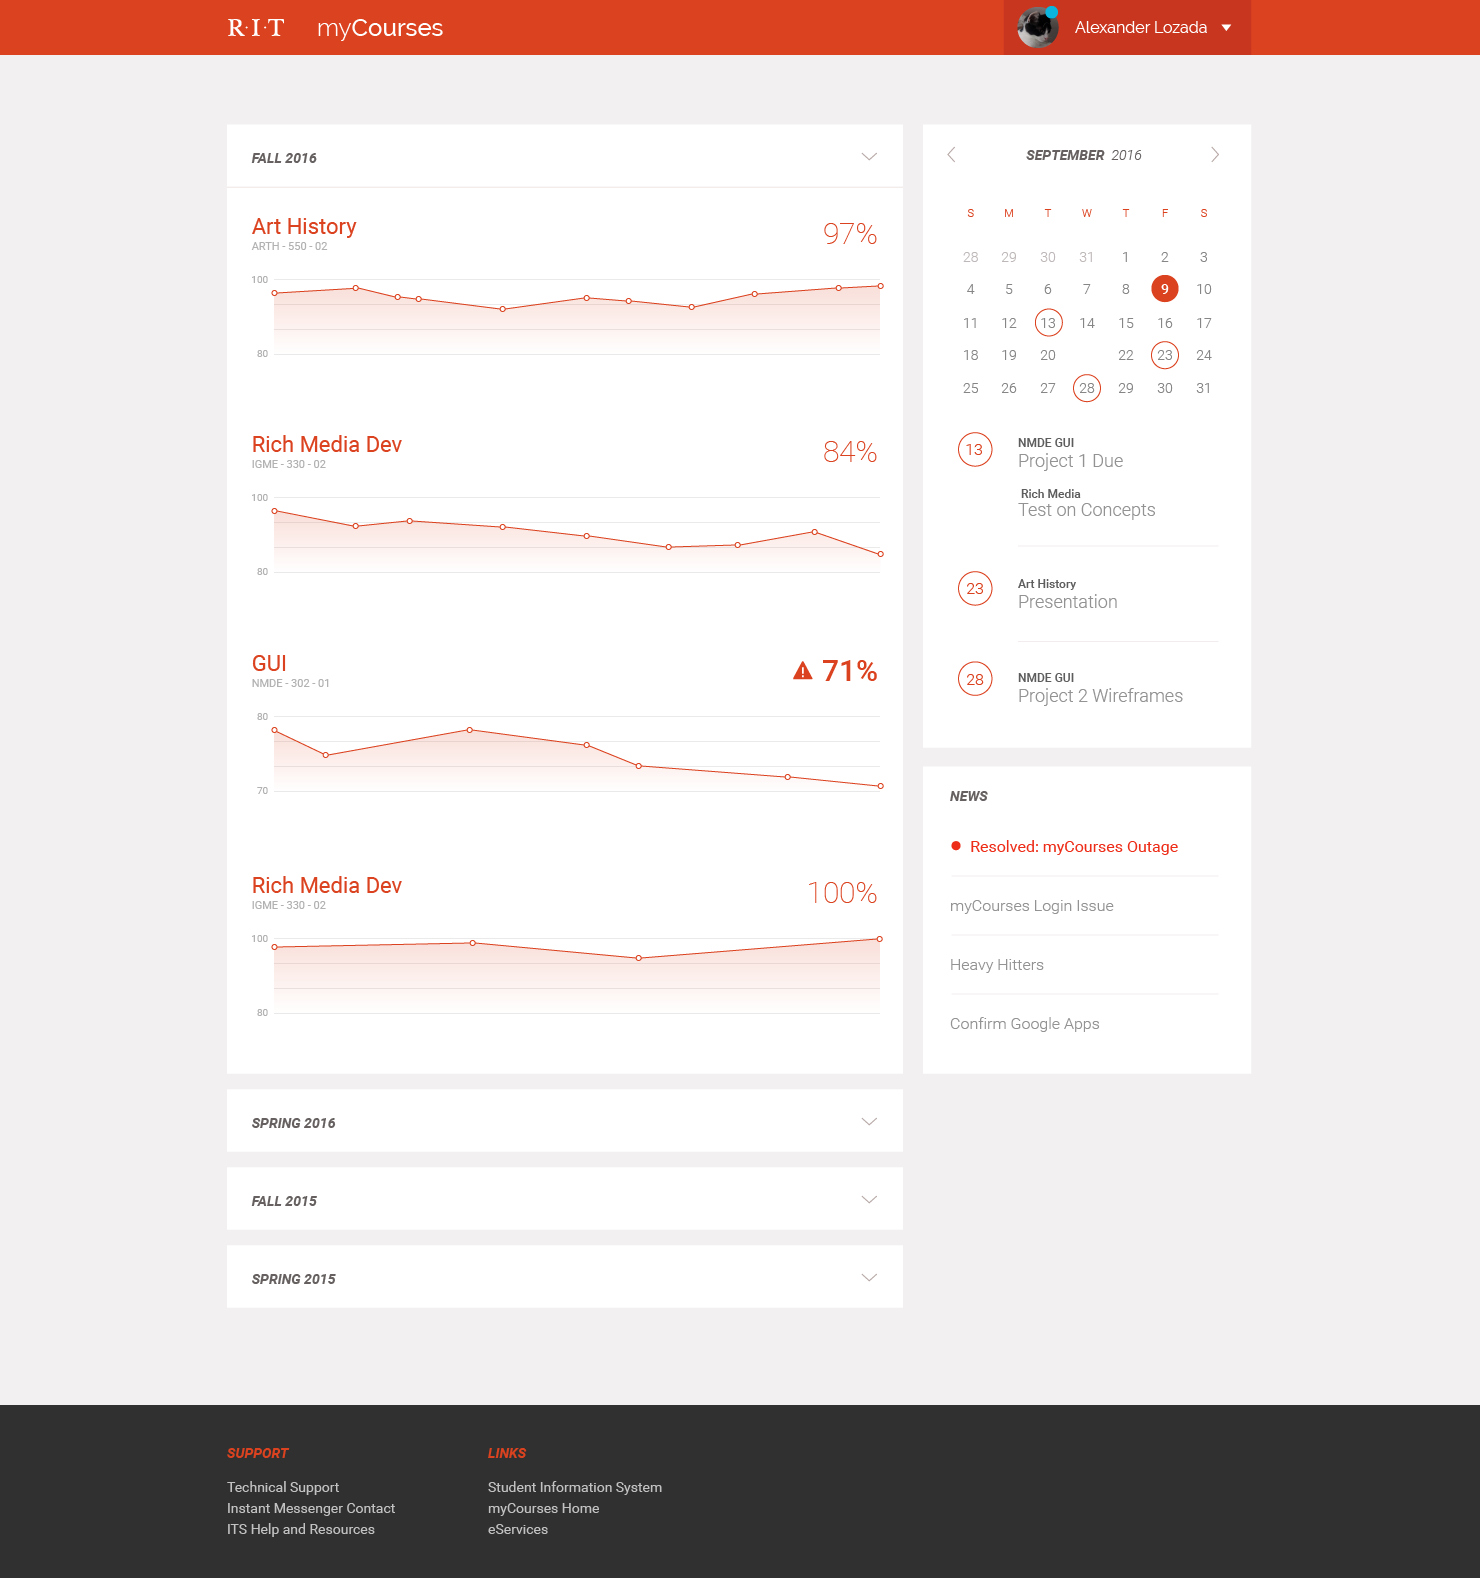 R·I·T myCourses
Alexander Lozada
FALL 2016
Art History
ARTH - 550 - 02
97%
100
80
Rich Media Dev
IGME - 330 - 02
84%
100
80
GUI
NMDE - 302 - 01
71%
80
70
Rich Media Dev
IGME - 330 - 02
100%
100
80
SPRING 2016
FALL 2015
SPRING 2015
SEPTEMBER 2016
S M T W T F S
28 29 30 31 1 2 3
4 5 6 7 8 9 10
11 12 13 14 15 16 17
18 19 20 22 23 24
25 26 27 28 29 30 31
13
NMDE GUI
Project 1 Due
Rich Media
Test on Concepts
23
Art History
Presentation
28
NMDE GUI
Project 2 Wireframes
NEWS
Resolved: myCourses Outage
myCourses Login Issue
Heavy Hitters
Confirm Google Apps
SUPPORT
Technical Support
Instant Messenger Contact
ITS Help and Resources
LINKS
Student Information System
myCourses Home
eServices